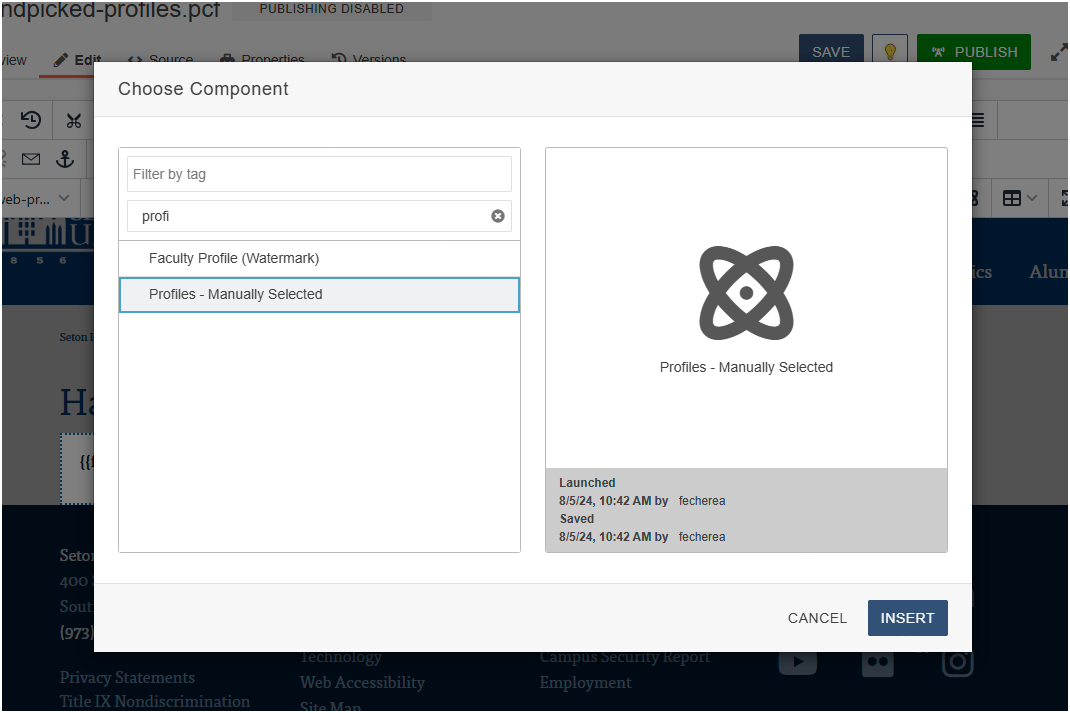 ndpicked-profiles.pcf
PUBLISHING DISABLED
view
Edit
Source
Properties
Versions
SAVE
PUBLISH
Choose Component
Filter by tag
profi
Faculty Profile (Watermark)
Profiles - Manually Selected
Profiles - Manually Selected
Launched
8/5/24, 10:42 AM by fecherea
Saved
8/5/24, 10:42 AM by fecherea
CANCEL
INSERT
eb-pr...
U
8 5 6
ics
Alum
Seton H
Ha
{{f
Seton
400 S
South
(973)
Privacy Statements
Title IX Nondiscrimination
Technology
Web Accessibility
Site Map
Campus Security Report
Employment